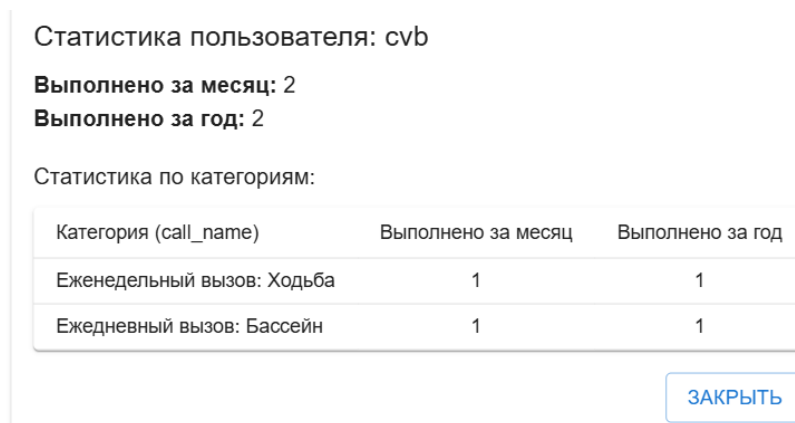 Статистика пользователя: cvb
Выполнено за месяц: 2
Выполнено за год: 2
Статистика по категориям:
Категория (call_name) Выполнено за месяц Выполнено за год
Еженедельный вызов: Ходьба 1 1
Ежедневный вызов: Бассейн 1 1
ЗАКРЫТЬ